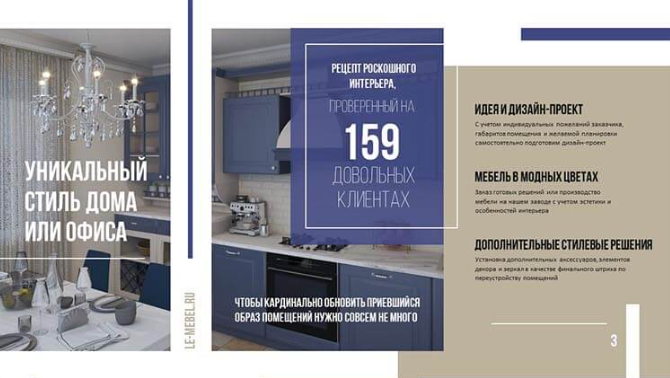 УНИКАЛЬНЫЙ
СТИЛЬ ДОМА
ИЛИ ОФИСА
LE-MEBEL.RU
РЕЦЕПТ РОСКОШНОГО
ИНТЕРЬЕРА,
ПРОВЕРЕННЫЙ НА
159
ДОВОЛЬНЫХ
КЛИЕНТАХ
ЧТОБЫ КАРДИНАЛЬНО ОБНОВИТЬ ПРИЕВШИЙСЯ
ОБРАЗ ПОМЕЩЕНИЙ НУЖНО СОВСЕМ НЕ МНОГО
ИДЕЯ И ДИЗАЙН-ПРОЕКТ
С учетом индивидуальных пожеланий заказчика,
габаритов помещения и желаемой планировки
самостоятельно подготовим дизайн-проект
МЕБЕЛЬ В МОДНЫХ ЦВЕТАХ
Заказ готовых решений или производство
мебели на нашем заводе с учетом эстетики и
особенностей интерьера
ДОПОЛНИТЕЛЬНЫЕ СТИЛЕВЫЕ РЕШЕНИЯ
Установка дополнительных аксессуаров, элементов
декора и зеркал в качестве финального штриха по
переустройству помещений
3